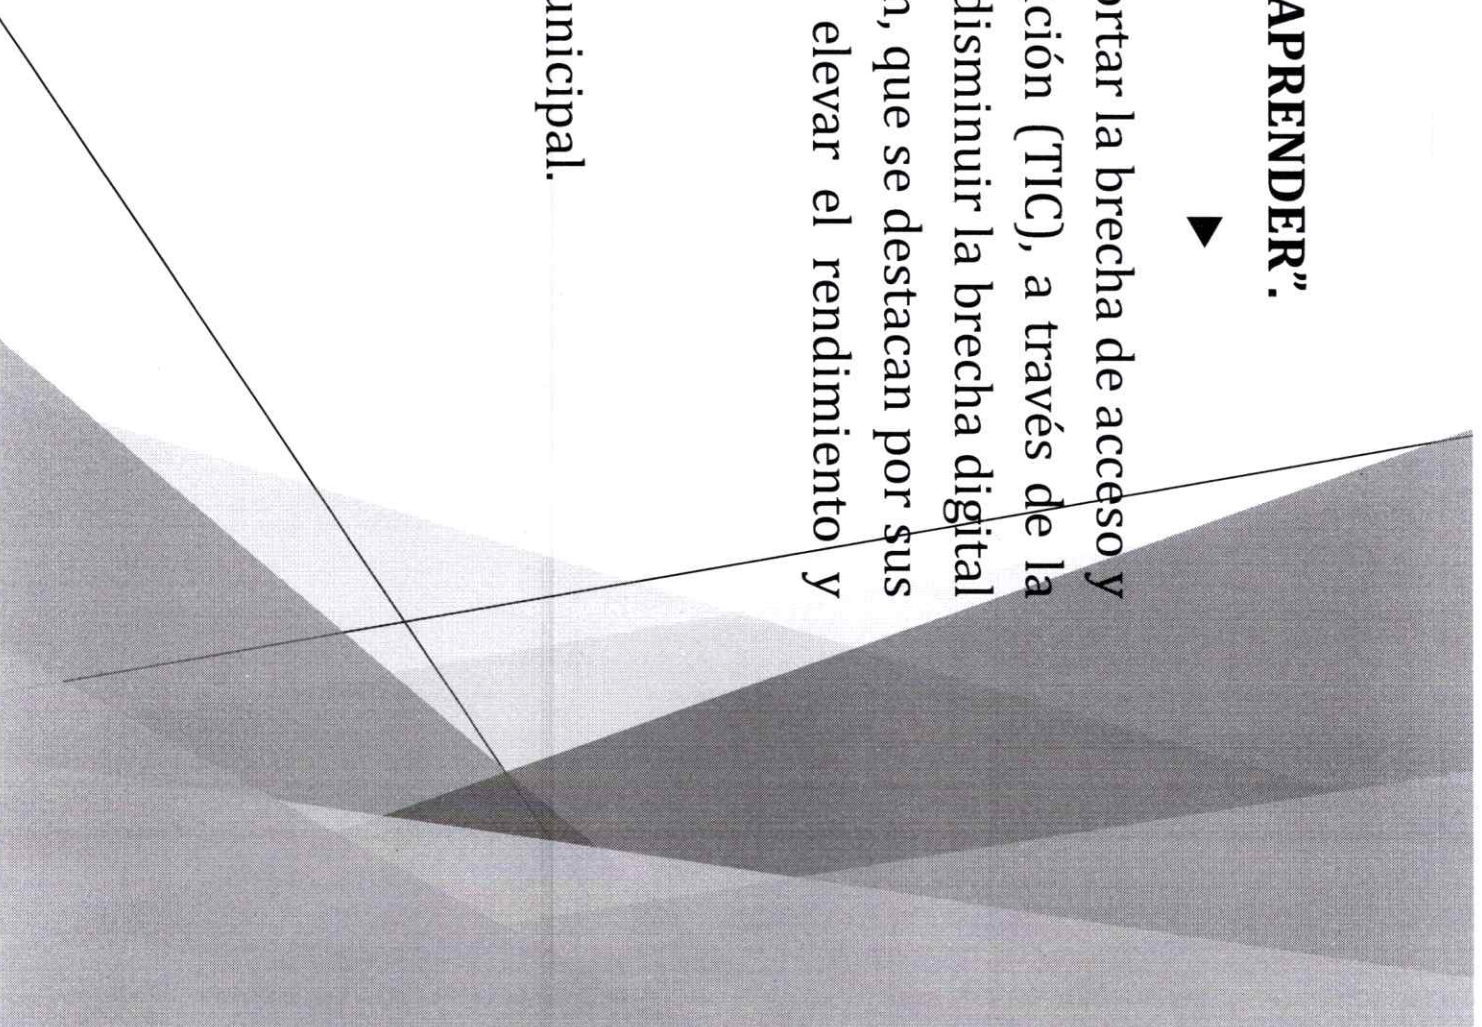 APRENDER”.
ortar la brecha de acceso y
ción (TIC), a través de la
disminuir la brecha digital
n, que se destacan por sus
elevar el rendimiento y
unicipal.